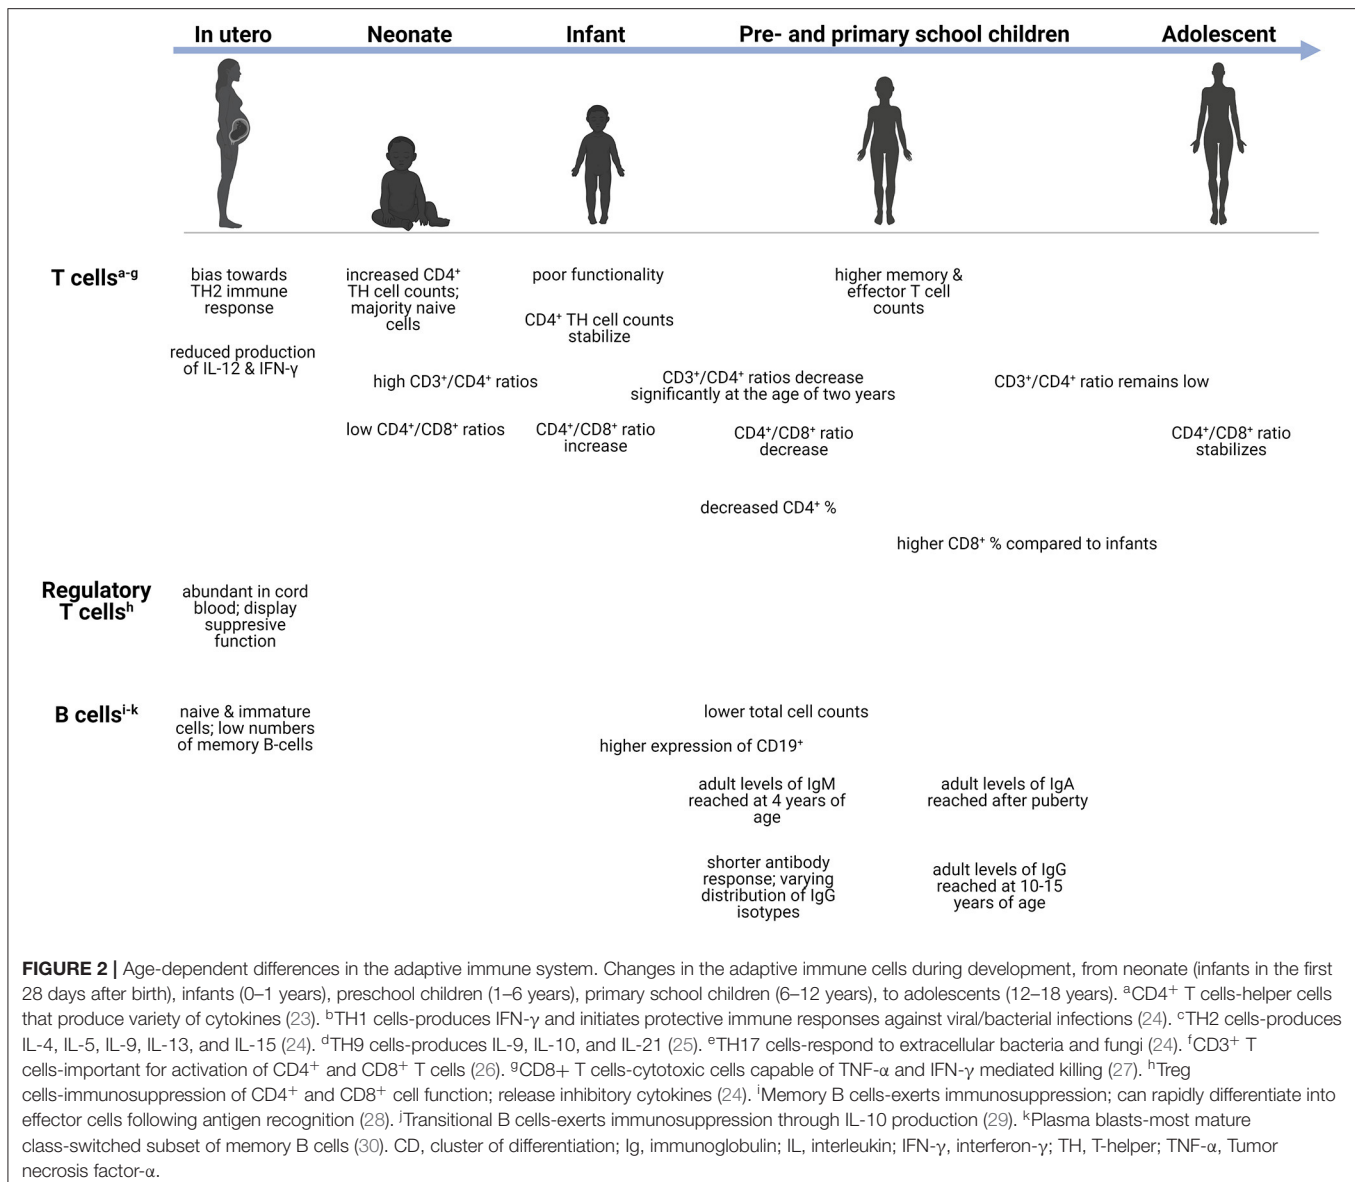 In utero
Neonate
Infant
Pre- and primary school children
Adolescent
T cellsᵃ⁻ᵍ
bias towards
TH2 immune
response
reduced production
of IL-12 & IFN-γ
increased CD4⁺
TH cell counts;
majority naive
cells
poor functionality
CD4⁺ TH cell counts
stabilize
higher memory &
effector T cell
counts
high CD3⁺/CD4⁺ ratios
CD3⁺/CD4⁺ ratios decrease
significantly at the age of two years
CD3⁺/CD4⁺ ratio remains low
low CD4⁺/CD8⁺ ratios
CD4⁺/CD8⁺ ratio
increase
CD4⁺/CD8⁺ ratio
decrease
CD4⁺/CD8⁺ ratio
stabilizes
decreased CD4⁺ %
higher CD8⁺ % compared to infants
Regulatory
T cellsʰ
abundant in cord
blood; display
suppresive
function
B cellsⁱ⁻ᵏ
naive & immature
cells; low numbers
of memory B-cells
lower total cell counts
higher expression of CD19⁺
adult levels of IgM
reached at 4 years of
age
adult levels of IgA
reached after puberty
shorter antibody
response; varying
distribution of IgG
isotypes
adult levels of IgG
reached at 10-15
years of age
FIGURE 2 | Age-dependent differences in the adaptive immune system. Changes in the adaptive immune cells during development, from neonate (infants in the first
28 days after birth), infants (0–1 years), preschool children (1–6 years), primary school children (6–12 years), to adolescents (12–18 years). ᵃCD4⁺ T cells-helper cells
that produce variety of cytokines (23). ᵇTH1 cells-produces IFN-γ and initiates protective immune responses against viral/bacterial infections (24). ᶜTH2 cells-produces
IL-4, IL-5, IL-9, IL-13, and IL-15 (24). ᵈTH9 cells-produces IL-9, IL-10, and IL-21 (25). ᵉTH17 cells-respond to extracellular bacteria and fungi (24). ᶠCD3⁺ T
cells-important for activation of CD4⁺ and CD8⁺ T cells (26). ᵍCD8+ T cells-cytotoxic cells capable of TNF-α and IFN-γ mediated killing (27). ʰTreg
cells-immunosuppression of CD4⁺ and CD8⁺ cell function; release inhibitory cytokines (24). ⁱMemory B cells-exerts immunosuppression; can rapidly differentiate into
effector cells following antigen recognition (28). ʲTransitional B cells-exerts immunosuppression through IL-10 production (29). ᵏPlasma blasts-most mature
class-switched subset of memory B cells (30). CD, cluster of differentiation; Ig, immunoglobulin; IL, interleukin; IFN-γ, interferon-γ; TH, T-helper; TNF-α, Tumor
necrosis factor-α.